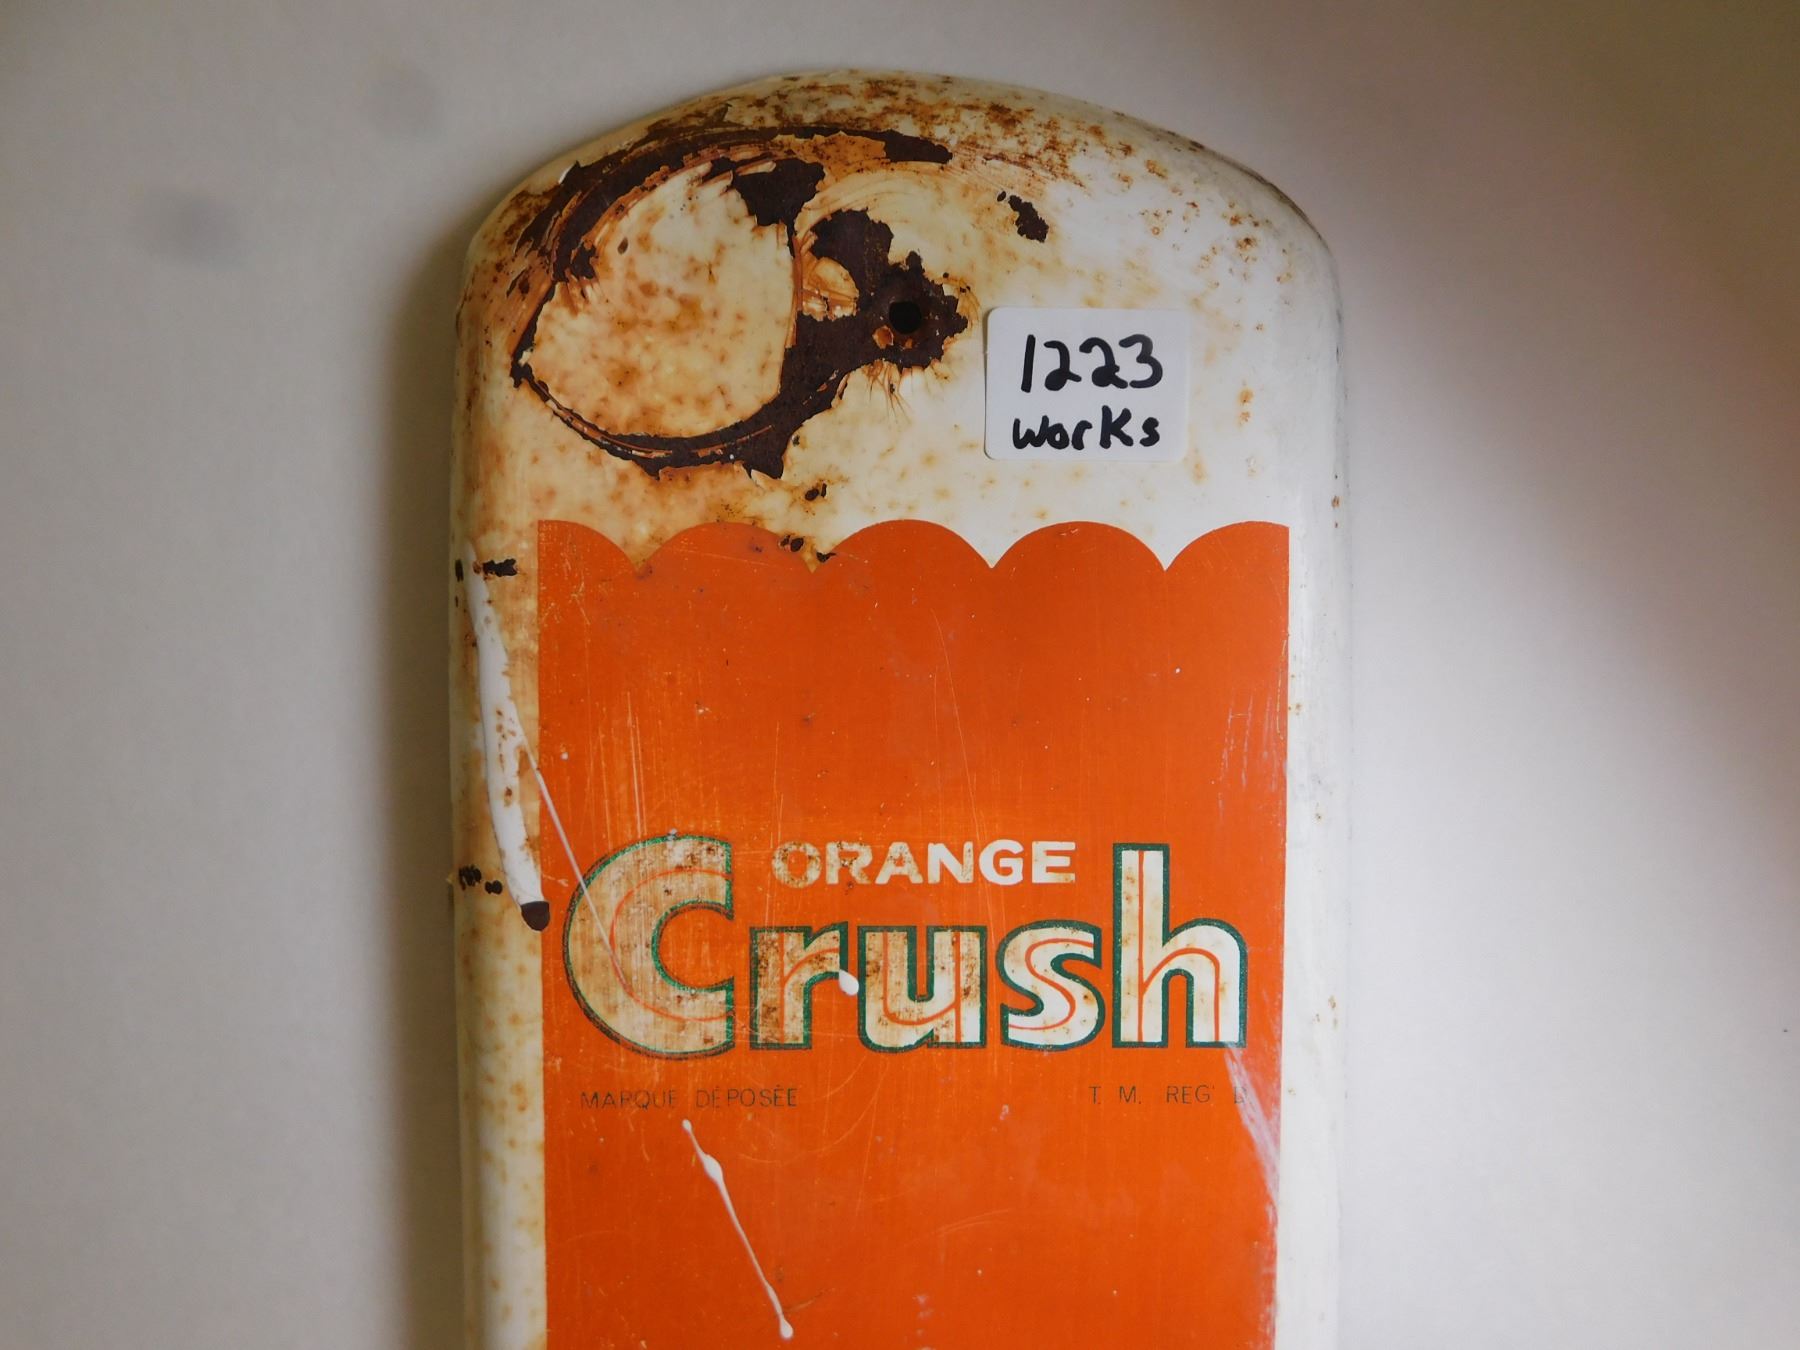 1223
works
ORANGE
Crush
MARQUE DÉPOSÉE T. M. REG'D.